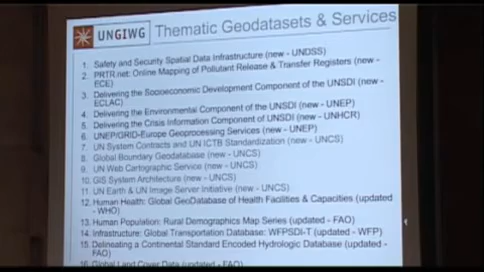 UNGIWG Thematic Geodatasets & Services
1. Safety and Security Spatial Data Infrastructure (new - UNDSS)
2. PRTR.net: Online Mapping of Pollutant Release & Transfer Registers (new -
ECE)
3. Delivering the Socioeconomic Development Component of the UNSDI (new -
ECLAC)
4. Delivering the Environmental Component of the UNSDI (new - UNEP)
5. Delivering the Crisis Information Component of UNSDI (new - UNHCR)
6. UNEP/GRID-Europe Geoprocessing Services (new - UNEP)
7. UN System Contracts and UN ICTB Standardization (new - UNCS)
8. Global Boundary Geodatabase (new - UNCS)
9. UN Web Cartographic Service (new - UNCS)
10. GIS System Architecture (new - UNCS)
11. UN Earth & UN Image Server Initiative (new - UNCS)
12. Human Health: Global GeoDatabase of Health Facilities & Capacities (updated
- WHO)
13. Human Population: Rural Demographics Map Series (updated - FAO)
14. Infrastructure: Global Transportation Database: WFPSDI-T (updated - WFP)
15. Delineating a Continental Standard Encoded Hydrologic Database (updated -
FAO)
16. Global Land Cover Data (updated - FAO)